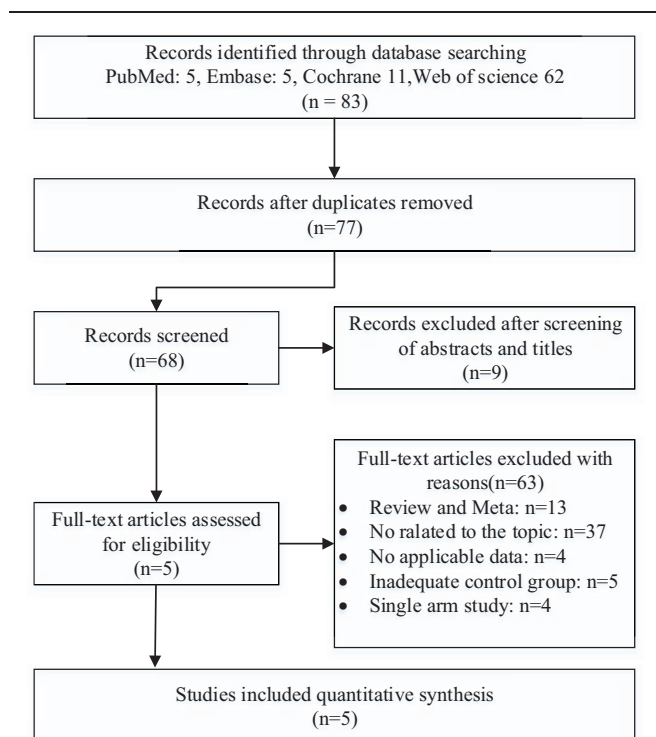 Records identified through database searching
PubMed: 5, Embase: 5, Cochrane 11,Web of science 62
(n = 83)
Records after duplicates removed
(n=77)
Records screened
(n=68)
Records excluded after screening
of abstracts and titles
(n=9)
Full-text articles assessed
for eligibility
(n=5)
Full-text articles excluded with
reasons(n=63)
• Review and Meta: n=13
• No ralated to the topic: n=37
• No applicable data: n=4
• Inadequate control group: n=5
• Single arm study: n=4
Studies included quantitative synthesis
(n=5)